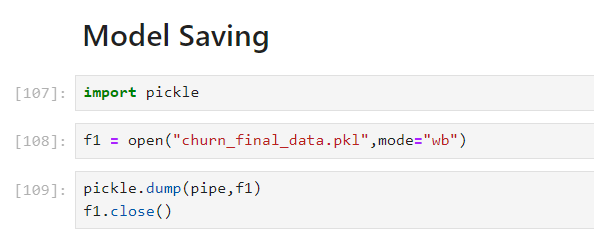 Model Saving
[107]: import pickle
[108]: f1 = open("churn_final_data.pkl",mode="wb")
[109]: pickle.dump(pipe,f1)
f1.close()